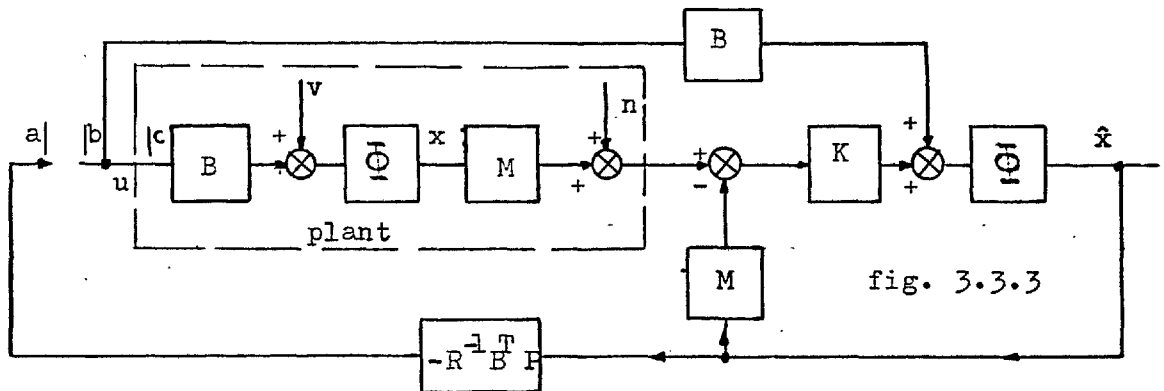 B
v
n
a|
|b
|c
x
x̂
u
B
Φ
M
K
Φ
+
+
+
+
+
-
+
+
plant
M
fig. 3.3.3
-R⁻¹BᵀP